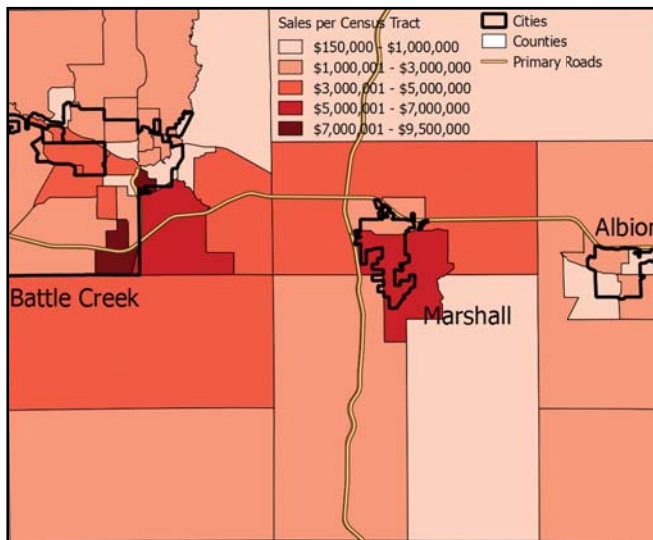 Sales per Census Tract
$150,000 - $1,000,000
$1,000,001 - $3,000,000
$3,000,001 - $5,000,000
$5,000,001 - $7,000,000
$7,000,001 - $9,500,000
Cities
Counties
Primary Roads
Albion
Battle Creek
Marshall